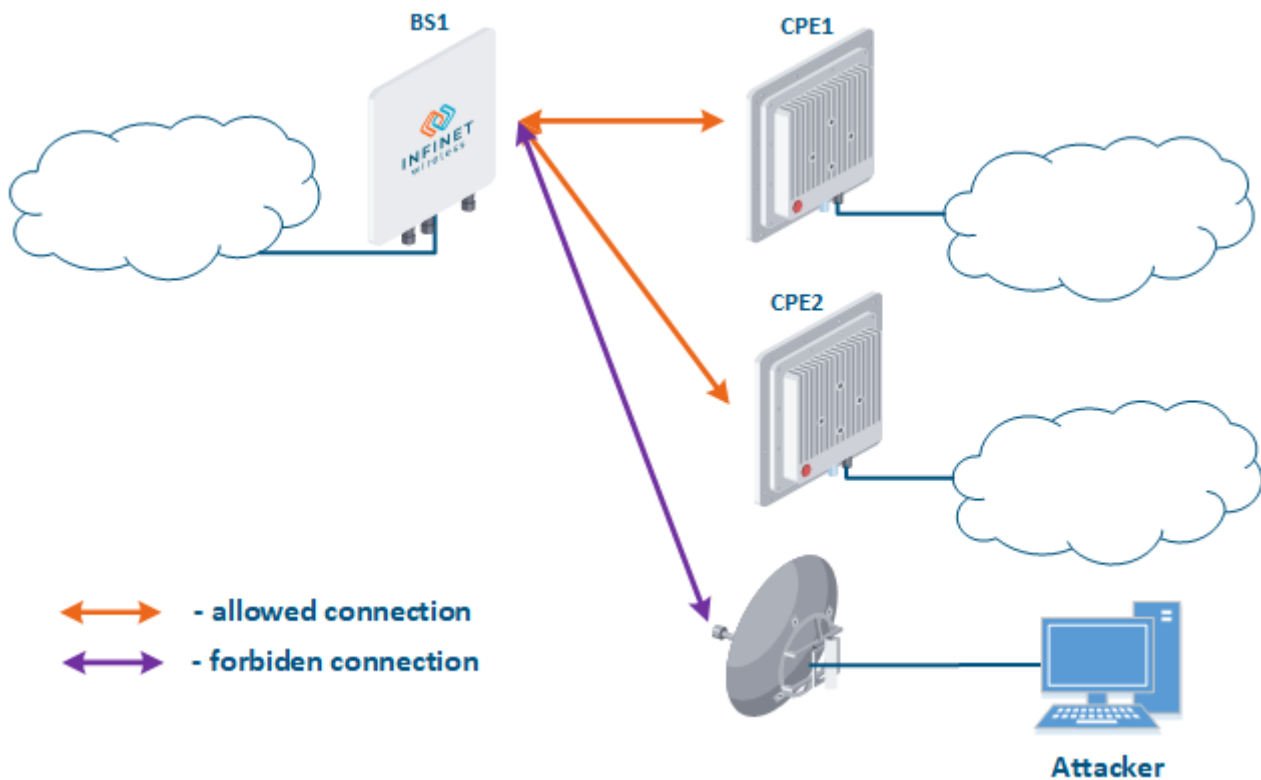 BS1
CPE1
INFINET
wireless
CPE2
- allowed connection
- forbiden connection
Attacker